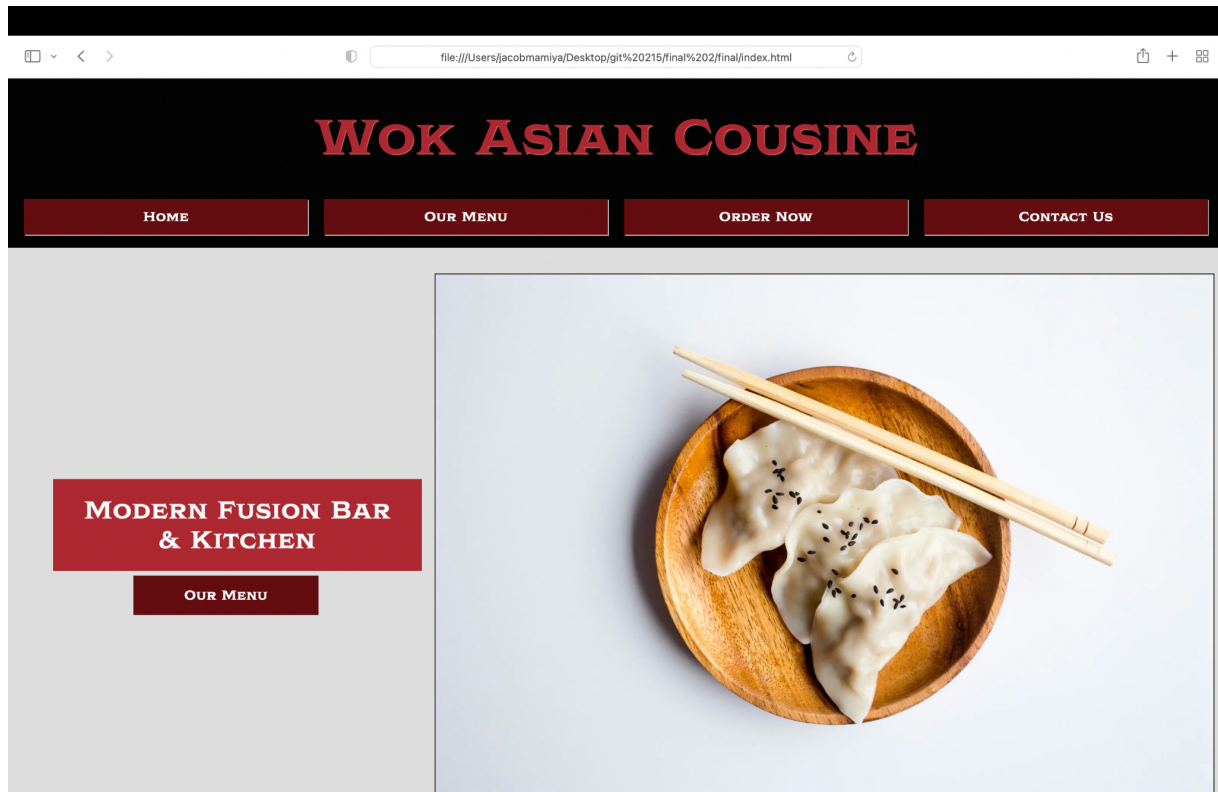 file:///Users/jacobmamiya/Desktop/git%20215/final%202/final/index.html
Wok Asian Cousine
Home
Our Menu
Order Now
Contact Us
Modern Fusion Bar
& Kitchen
Our Menu